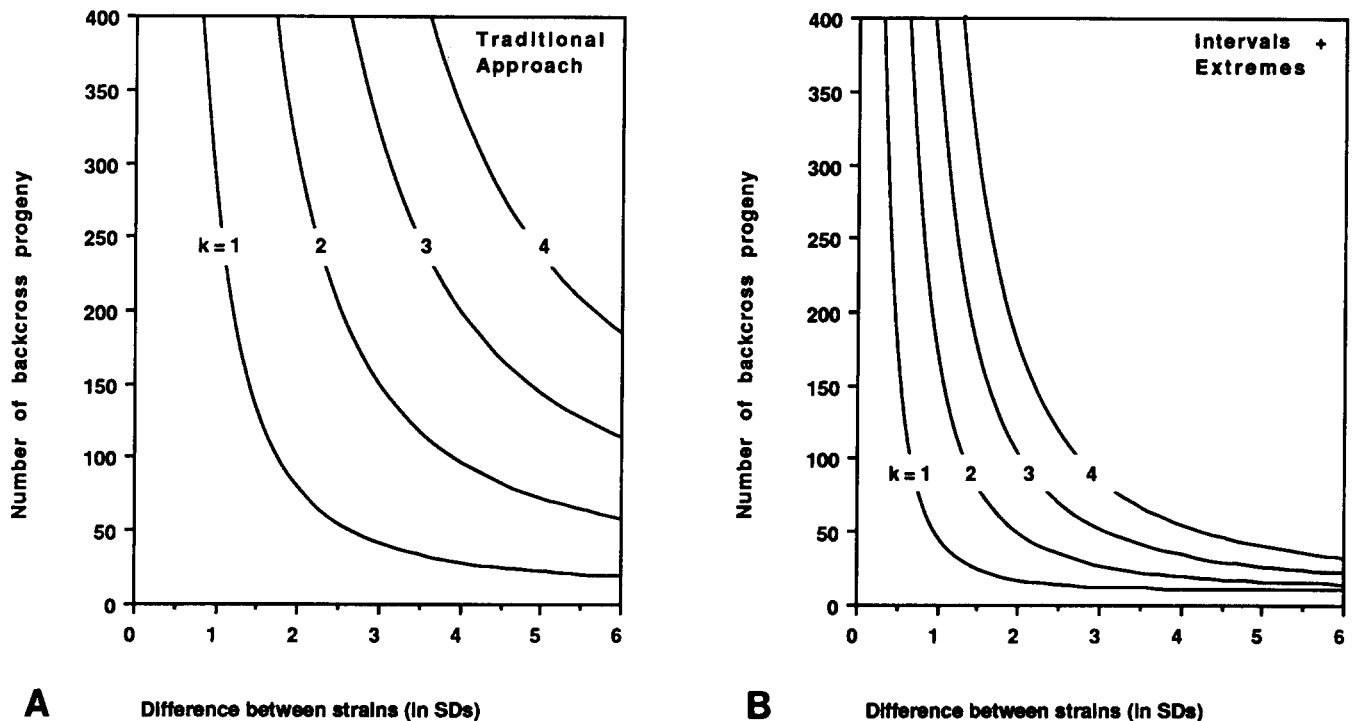 Traditional
Approach
Number of backcross progeny
400
350
300
250
200
150
100
50
0
k = 1
2
3
4
0 1 2 3 4 5 6
A
Difference between strains (in SDs)
Intervals +
Extremes
Number of backcross progeny
400
350
300
250
200
150
100
50
0
k = 1
2
3
4
0 1 2 3 4 5 6
B
Difference between strains (in SDs)